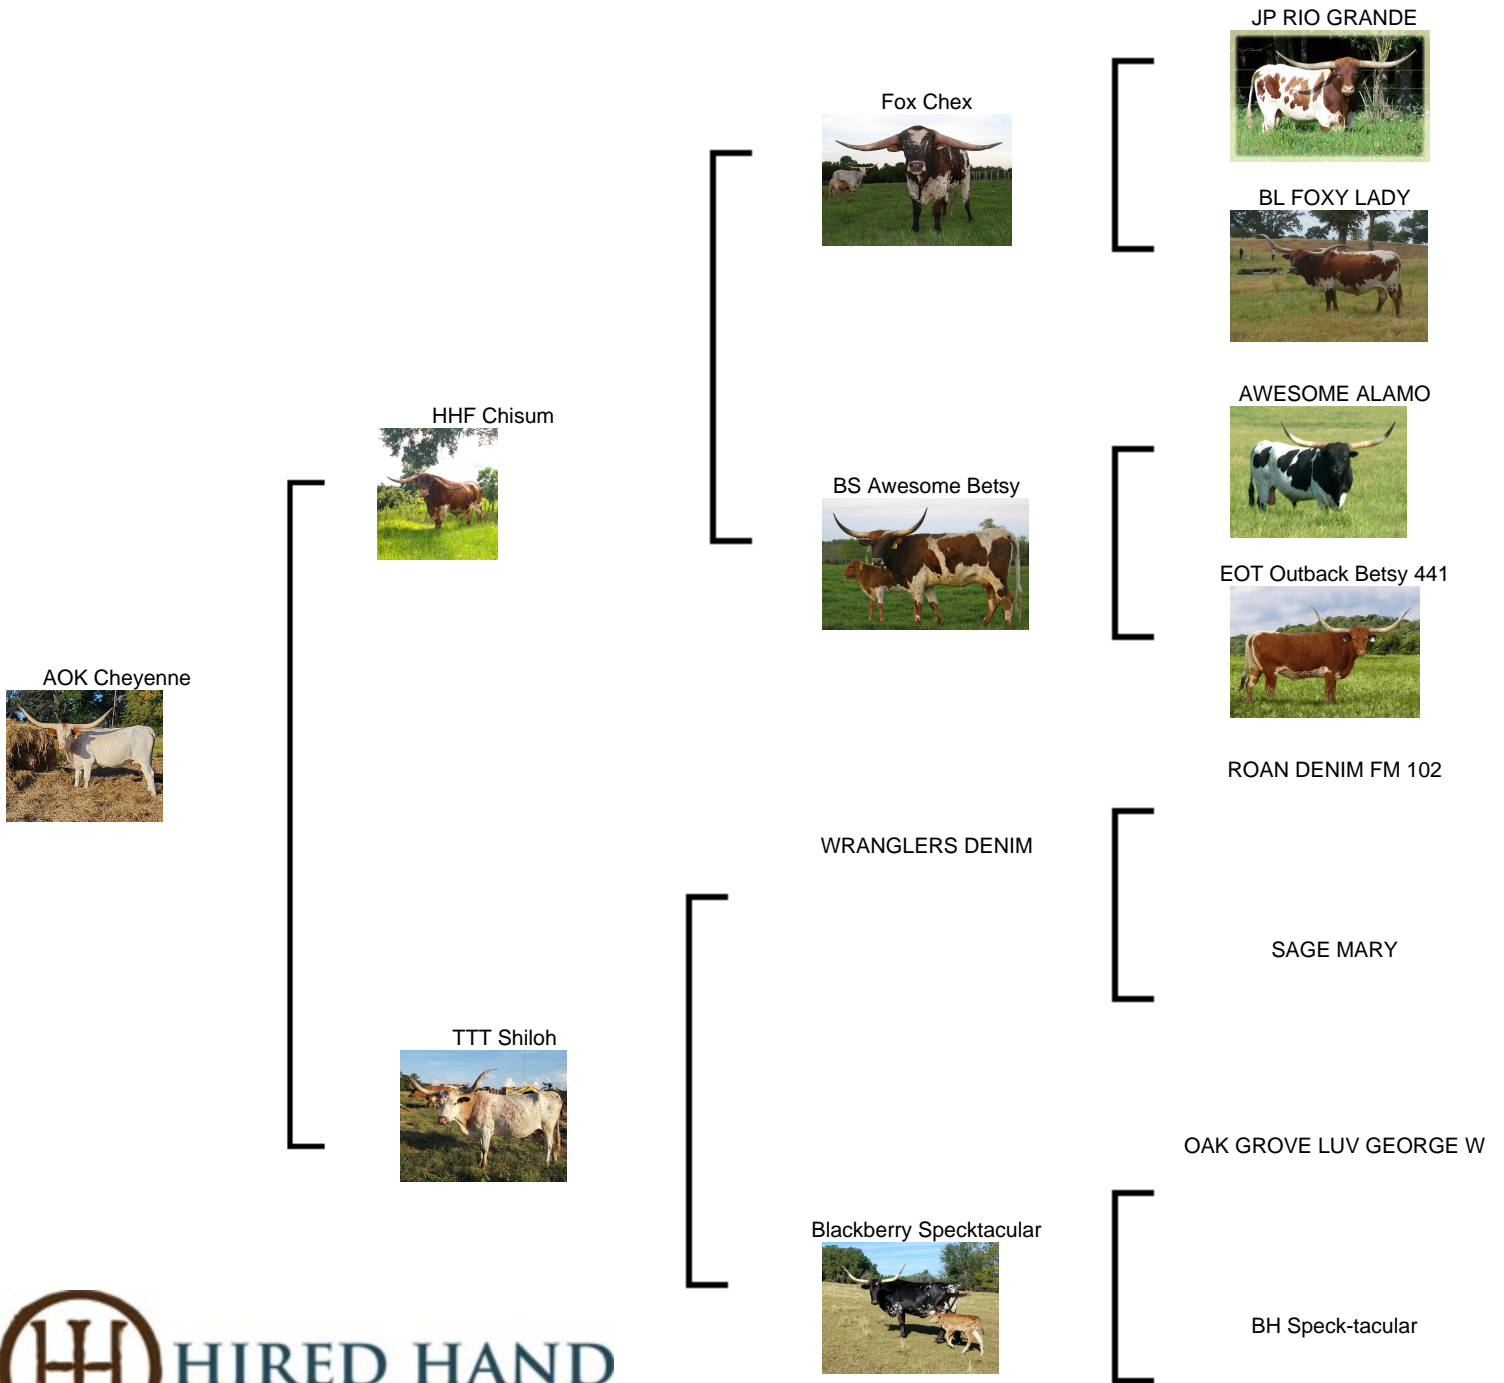 JP RIO GRANDE
Fox Chex
BL FOXY LADY
AWESOME ALAMO
HHF Chisum
BS Awesome Betsy
EOT Outback Betsy 441
AOK Cheyenne
ROAN DENIM FM 102
WRANGLERS DENIM
SAGE MARY
TTT Shiloh
OAK GROVE LUV GEORGE W
Blackberry Specktacular
BH Speck-tacular
HIRED HAND